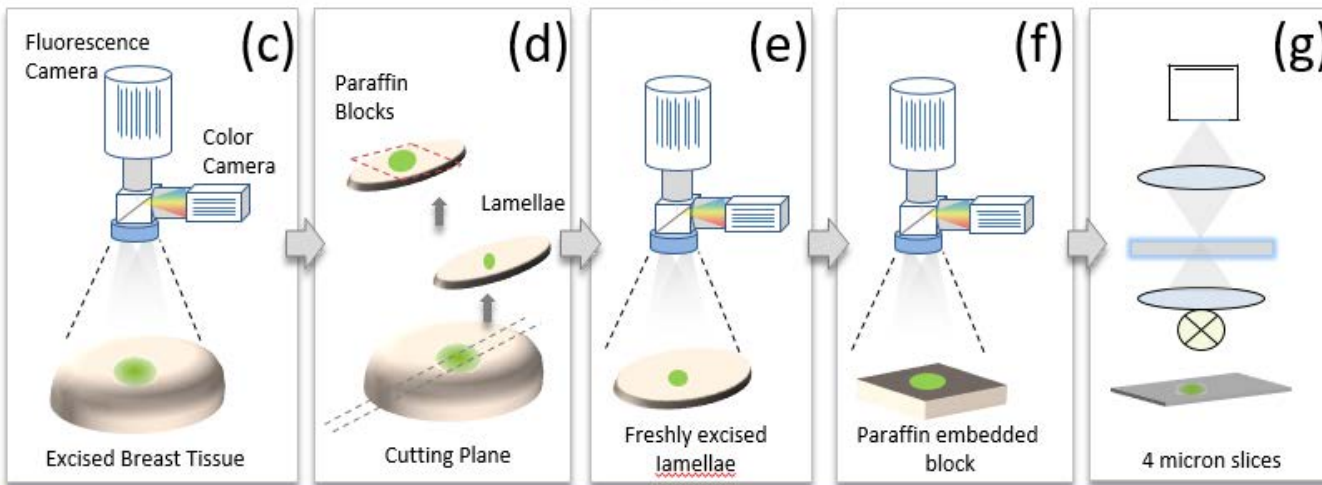 (c)
Fluorescence
Camera
Color
Camera
Excised Breast Tissue
(d)
Paraffin
Blocks
Lamellae
Cutting Plane
(e)
Freshly excised
lamellae
(f)
Paraffin embedded
block
(g)
4 micron slices